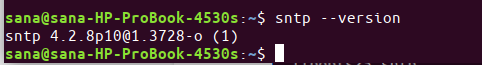 sana@sana-HP-ProBook-4530s:~$ sntp --version
sntp 4.2.8p10@1.3728-o (1)
sana@sana-HP-ProBook-4530s:~$